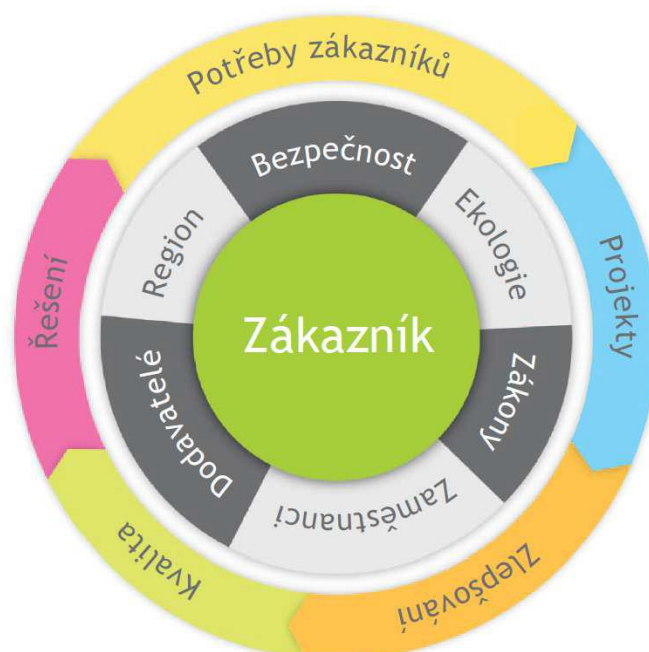 Potřeby zákazníků
Projekty
Zlepšování
Kvalita
Řešení
Bezpečnost
Ekologie
Zákony
Zaměstnanci
Dodavatelé
Region
Zákazník